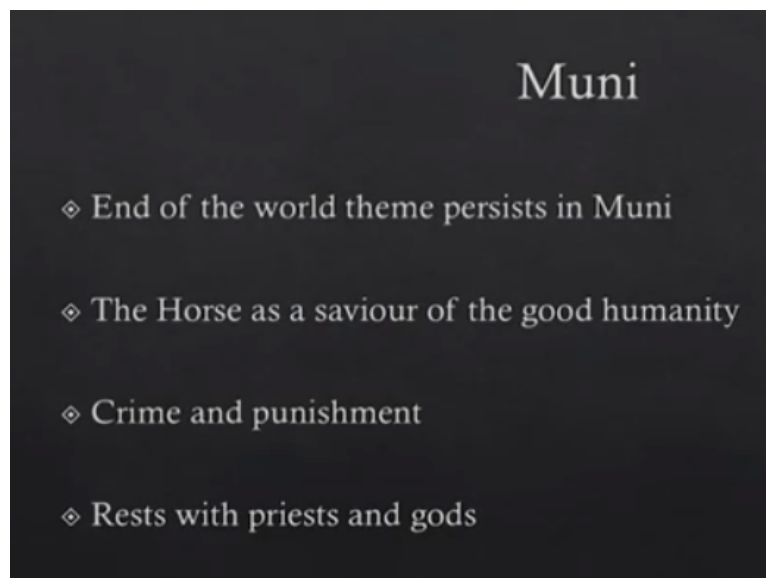 Muni
End of the world theme persists in Muni
The Horse as a saviour of the good humanity
Crime and punishment
Rests with priests and gods